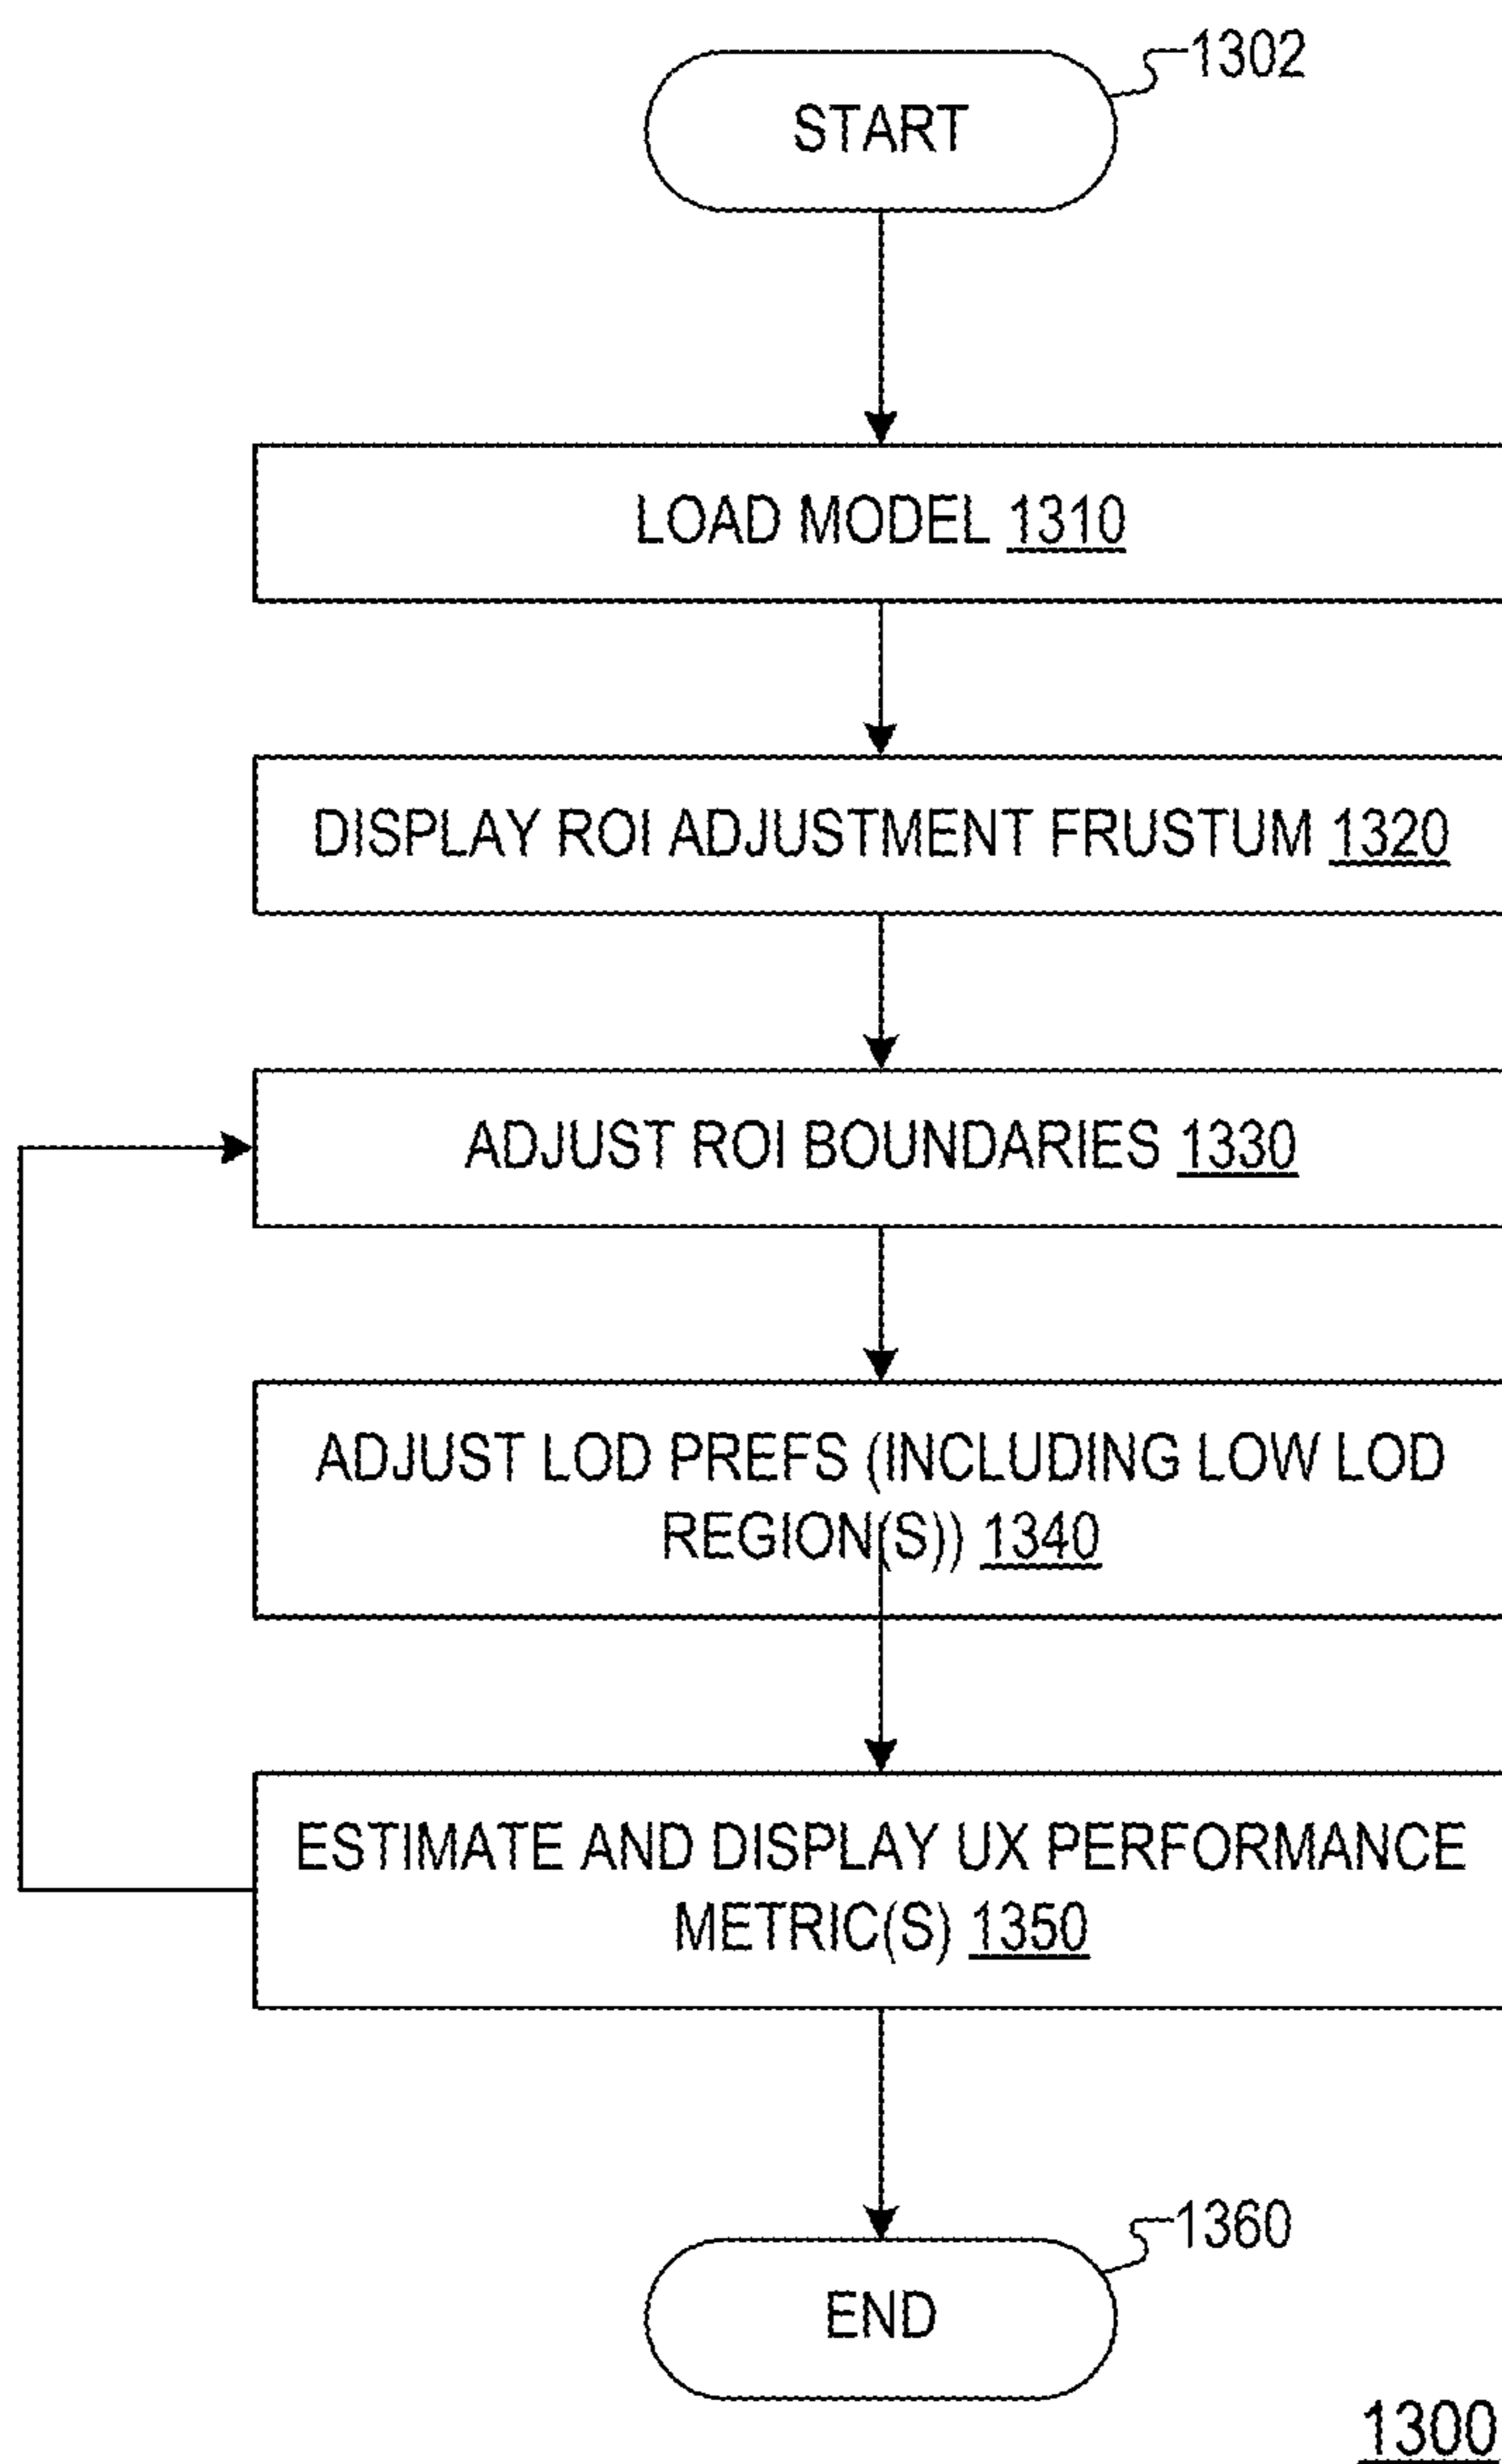 1302
START
LOAD MODEL 1310
DISPLAY ROI ADJUSTMENT FRUSTUM 1320
ADJUST ROI BOUNDARIES 1330
ADJUST LOD PREFS (INCLUDING LOW LOD
REGION(S)) 1340
ESTIMATE AND DISPLAY UX PERFORMANCE
METRIC(S) 1350
1360
END
1300